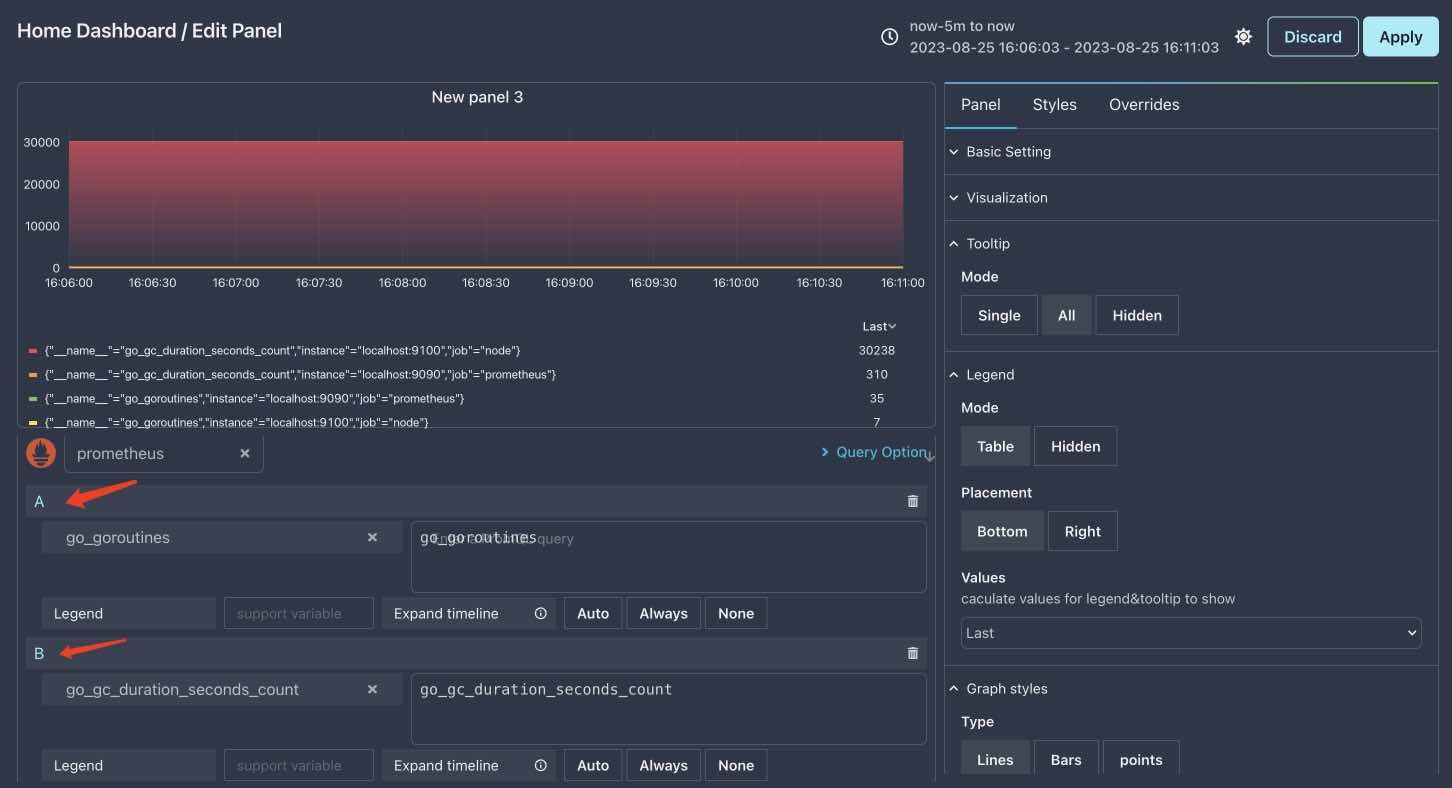 Home Dashboard / Edit Panel
now-5m to now
2023-08-25 16:06:03 - 2023-08-25 16:11:03
Discard
Apply
New panel 3
30000
20000
10000
0
16:06:00 16:06:30 16:07:00 16:07:30 16:08:00 16:08:30 16:09:00 16:09:30 16:10:00 16:10:30 16:11:00
Last
{"__name__"="go_gc_duration_seconds_count","instance"="localhost:9100","job"="node"} 30238
{"__name__"="go_gc_duration_seconds_count","instance"="localhost:9090","job"="prometheus"} 310
{"__name__"="go_goroutines","instance"="localhost:9090","job"="prometheus"} 35
{"__name__"="go_goroutines","instance"="localhost:9100","job"="node"} 7
prometheus
Query Option
A
go_goroutines
go_goroutines
query
Legend support variable Expand timeline Auto Always None
B
go_gc_duration_seconds_count
go_gc_duration_seconds_count
Legend support variable Expand timeline Auto Always None
Panel Styles Overrides
Basic Setting
Visualization
Tooltip
Mode
Single All Hidden
Legend
Mode
Table Hidden
Placement
Bottom Right
Values
caculate values for legend&tooltip to show
Last
Graph styles
Type
Lines Bars points